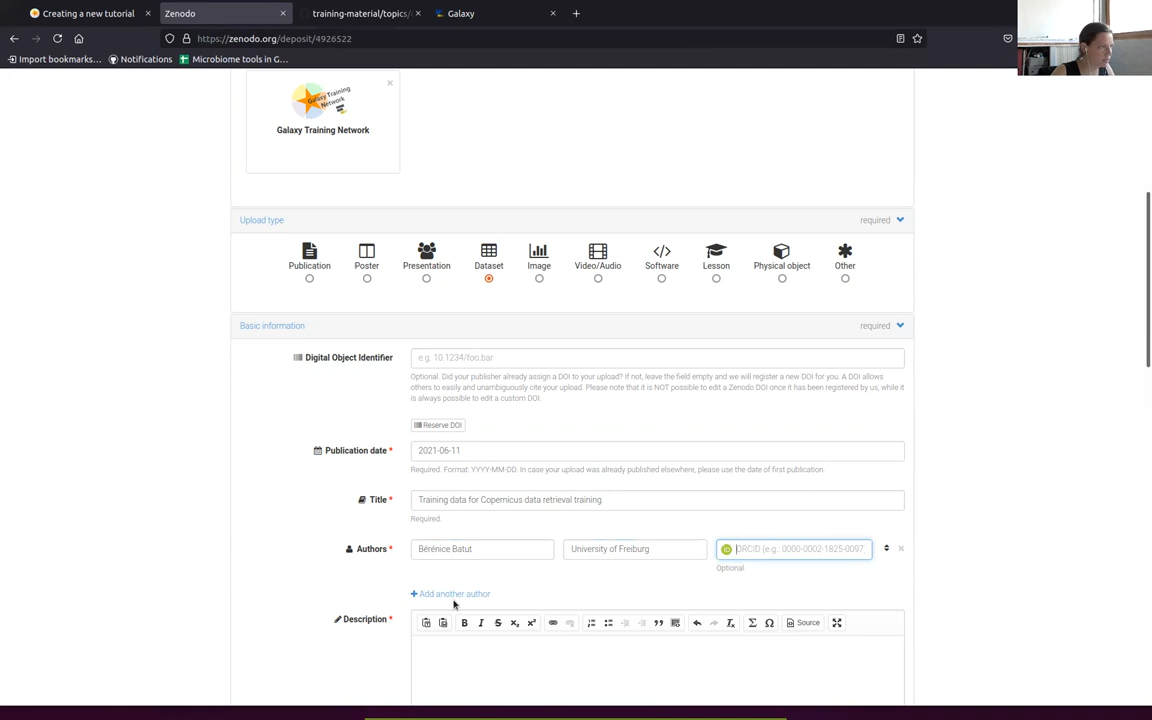 Creating a new tutorial
Zenodo
training-material/topics/
Galaxy
https://zenodo.org/deposit/4926522
Import bookmarks...
Notifications
Microbiome tools in G...
Galaxy Training Network
Galaxy Training Network
Upload type
required
Publication
Poster
Presentation
Dataset
Image
Video/Audio
Software
Lesson
Physical object
Other
Basic information
required
Digital Object Identifier
e.g. 10.1234/foo.bar
Optional. Did your publisher already assign a DOI to your upload? If not, leave the field empty and we will register a new DOI for you. A DOI allows
others to easily and unambiguously cite your upload. Please note that it is NOT possible to edit a Zenodo DOI once it has been registered by us, while it
is always possible to edit a custom DOI.
Reserve DOI
Publication date *
2021-06-11
Required. Format: YYYY-MM-DD. In case your upload was already published elsewhere, please use the date of first publication.
Title *
Training data for Copernicus data retrieval training
Required.
Authors *
Bérénice Batut
University of Freiburg
ORCID (e.g.: 0000-0002-1825-0097
Optional.
+ Add another author
Description *
Source